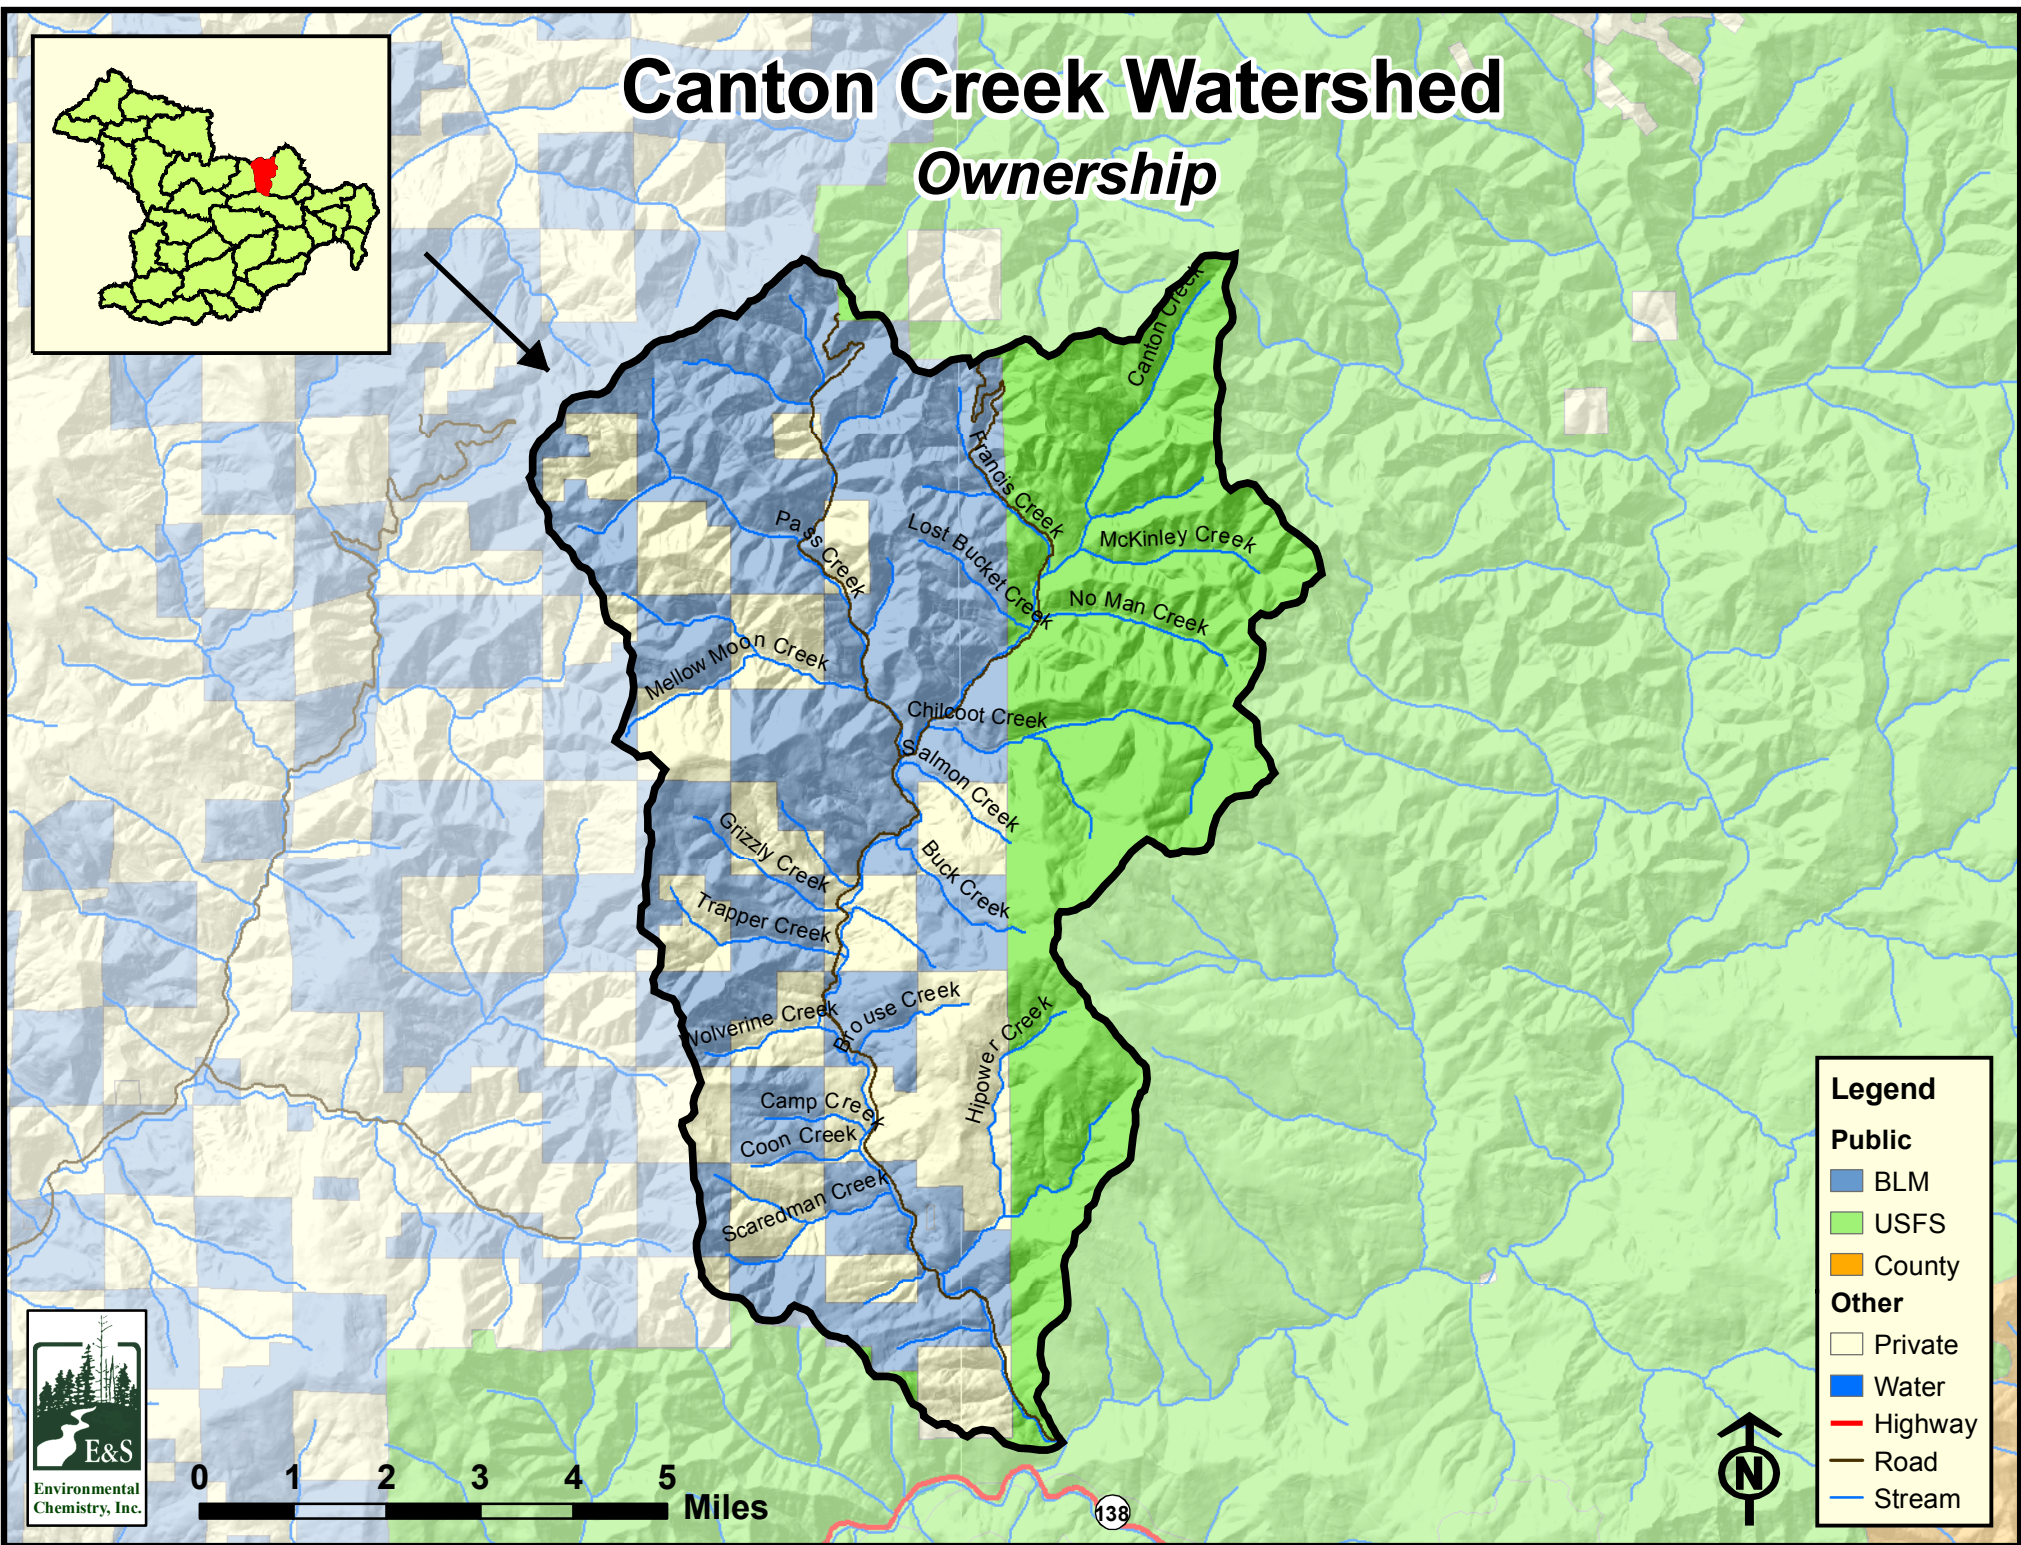 Canton Creek Watershed
Ownership
Canton Creek
Francis Creek
Pass Creek
Lost Bucket Creek
McKinley Creek
No Man Creek
Mellow Moon Creek
Chilcoot Creek
Salmon Creek
Grizzly Creek
Buck Creek
Trapper Creek
Wolverine Creek
Brouse Creek
Hipower Creek
Camp Creek
Coon Creek
Scaredman Creek
Legend
Public
BLM
USFS
County
Other
Private
Water
Highway
Road
Stream
E&S
Environmental
Chemistry, Inc.
0 1 2 3 4 5
Miles
138
N